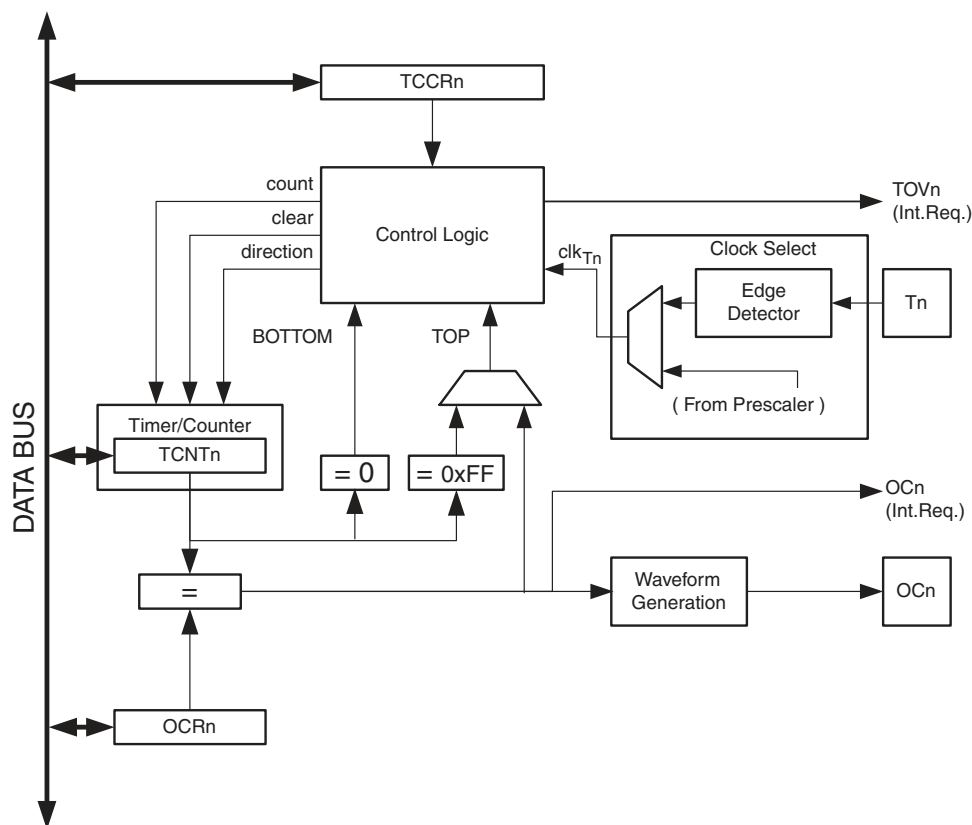 TCCRn
count
clear
direction
Control Logic
TOVn
(Int.Req.)
clkTn
Clock Select
Edge
Detector
Tn
( From Prescaler )
BOTTOM
TOP
Timer/Counter
TCNTn
= 0
= 0xFF
DATA BUS
OCn
(Int.Req.)
=
Waveform
Generation
OCn
OCRn